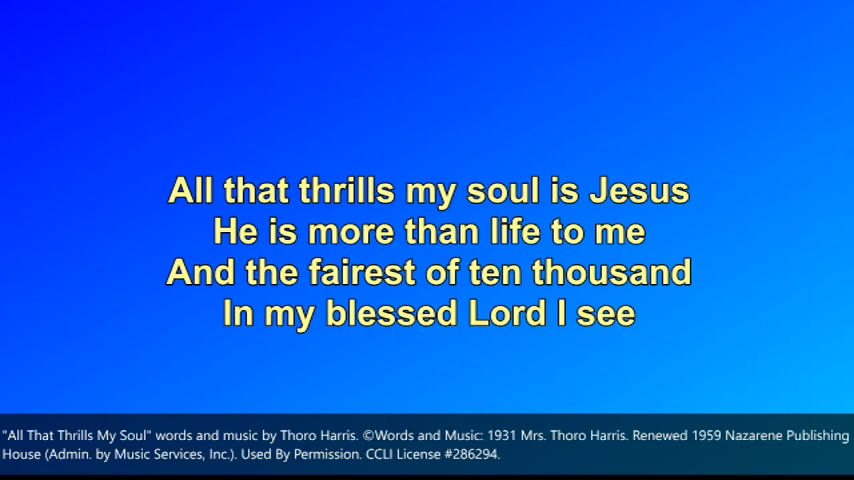 All that thrills my soul is Jesus
He is more than life to me
And the fairest of ten thousand
In my blessed Lord I see
"All That Thrills My Soul" words and music by Thoro Harris. ©Words and Music: 1931 Mrs. Thoro Harris. Renewed 1959 Nazarene Publishing
House (Admin. by Music Services, Inc.). Used By Permission. CCLI License #286294.